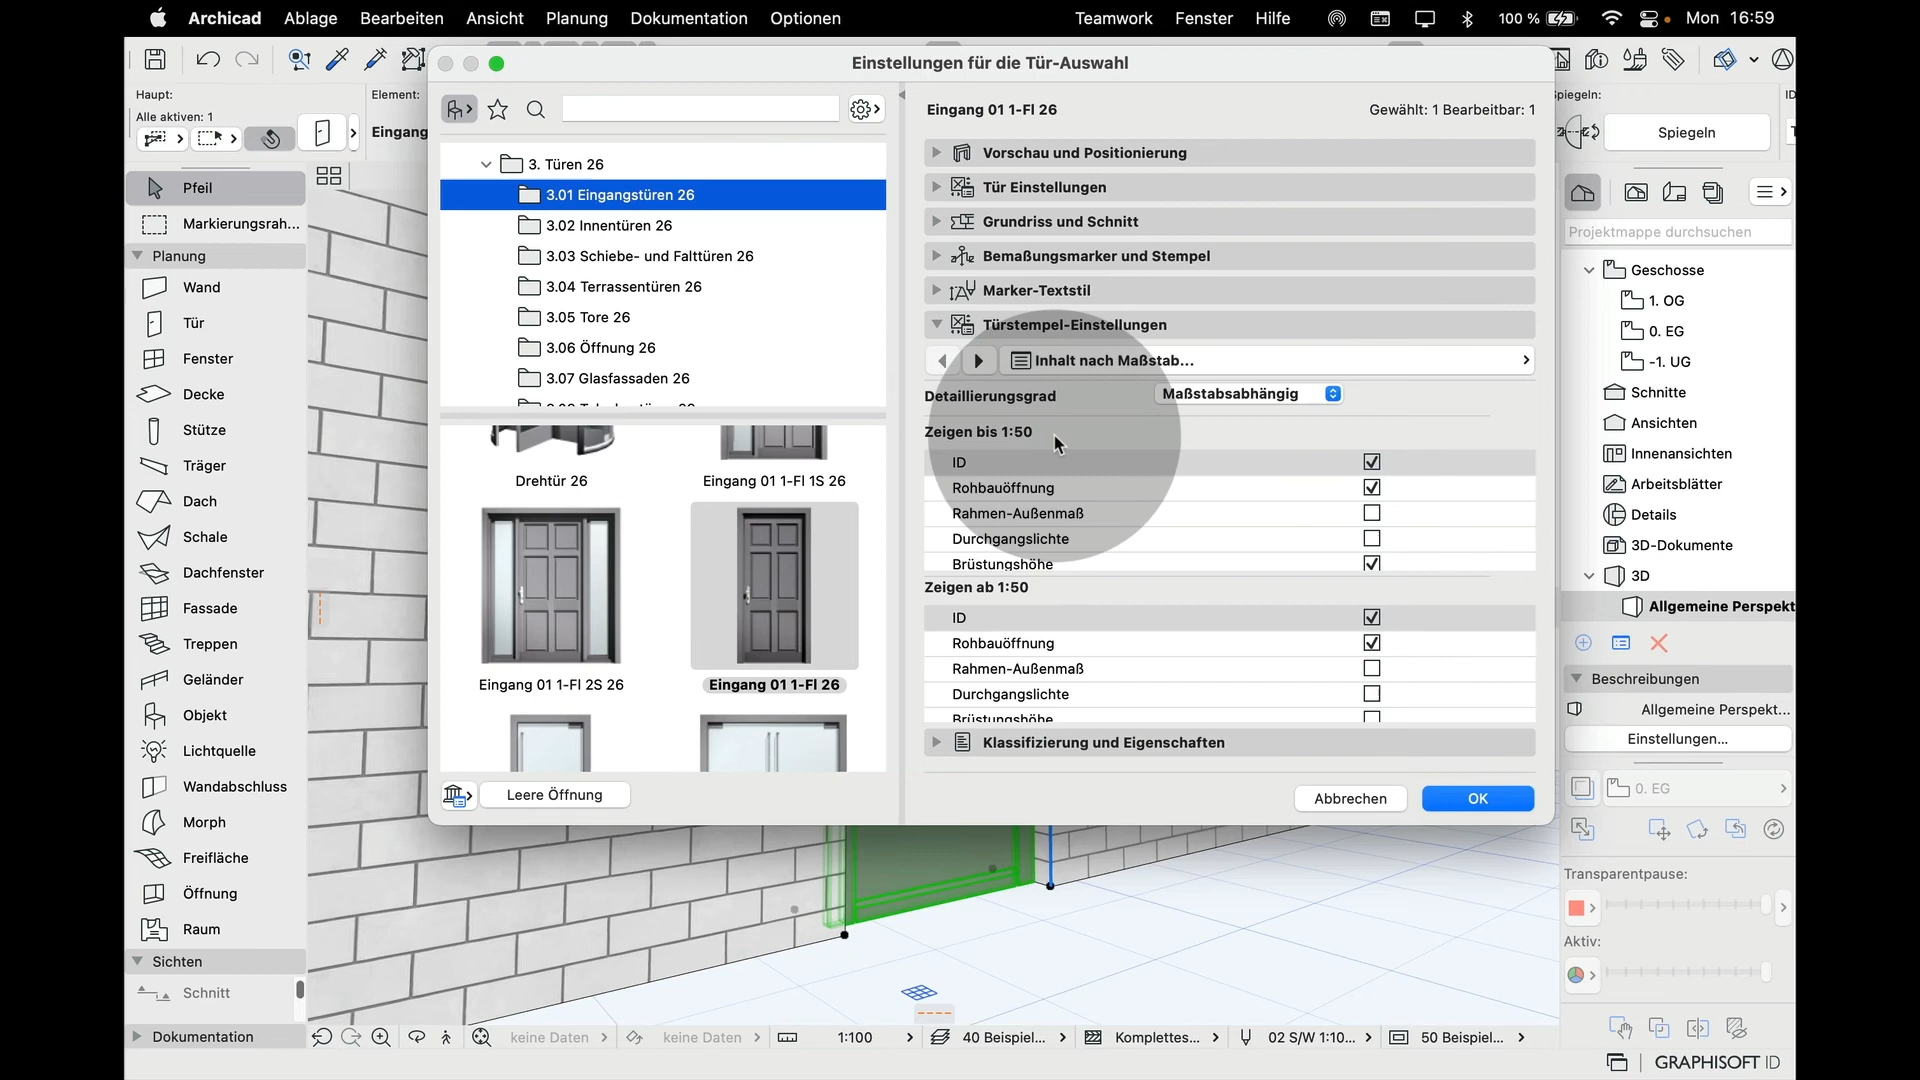 Archicad Ablage Bearbeiten Ansicht Planung Dokumentation Optionen Teamwork Fenster Hilfe 100 % Mon 16:59
Einstellungen für die Tür-Auswahl
Haupt:
Alle aktiven: 1
Element:
Eingang
Spiegeln:
Spiegeln
ID
Eingang 01 1-Fl 26
Gewählt: 1 Bearbeitbar: 1
Pfeil
Markierungsrah...
Planung
Wand
Tür
Fenster
Decke
Stütze
Träger
Dach
Schale
Dachfenster
Fassade
Treppen
Geländer
Objekt
Lichtquelle
Wandabschluss
Morph
Freifläche
Öffnung
Raum
Sichten
Schnitt
Dokumentation
3. Türen 26
3.01 Eingangstüren 26
3.02 Innentüren 26
3.03 Schiebe- und Falttüren 26
3.04 Terrassentüren 26
3.05 Tore 26
3.06 Öffnung 26
3.07 Glasfassaden 26
Drehtür 26
Eingang 01 1-Fl 1S 26
Eingang 01 1-Fl 2S 26
Eingang 01 1-Fl 26
Leere Öffnung
Vorschau und Positionierung
Tür Einstellungen
Grundriss und Schnitt
Bemaßungsmarker und Stempel
Marker-Textstil
Türstempel-Einstellungen
Inhalt nach Maßstab...
Detaillierungsgrad Maßstabsabhängig
Zeigen bis 1:50
ID
Rohbauöffnung
Rahmen-Außenmaß
Durchgangslichte
Brüstungshöhe
Zeigen ab 1:50
ID
Rohbauöffnung
Rahmen-Außenmaß
Durchgangslichte
Brüstungshöhe
Klassifizierung und Eigenschaften
Abbrechen
OK
Projektmappe durchsuchen
Geschosse
1. OG
0. EG
-1. UG
Schnitte
Ansichten
Innenansichten
Arbeitsblätter
Details
3D-Dokumente
3D
Allgemeine Perspekt
Beschreibungen
Allgemeine Perspekt...
Einstellungen...
0. EG
Transparentpause:
Aktiv:
keine Daten keine Daten 1:100 40 Beispiel... Komplettes... 02 S/W 1:10... 50 Beispiel...
GRAPHISOFT ID